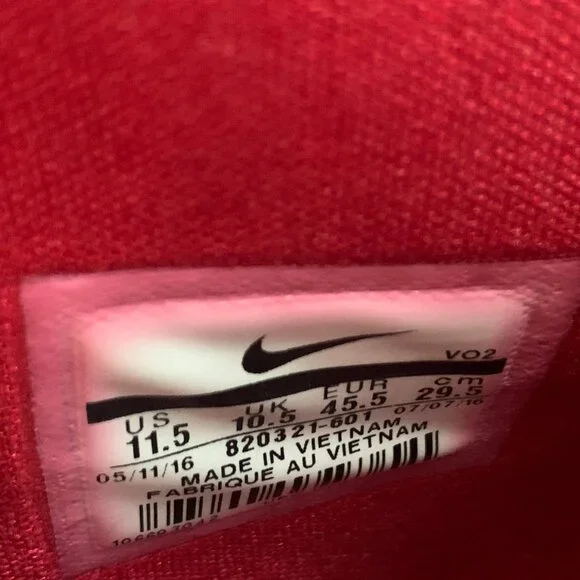 VO2
US UK EUR cm
11.5 10.5 45.5 29.5
05/11/16 820321-601 07/07/16
MADE IN VIETNAM
FABRIQUE AU VIETNAM